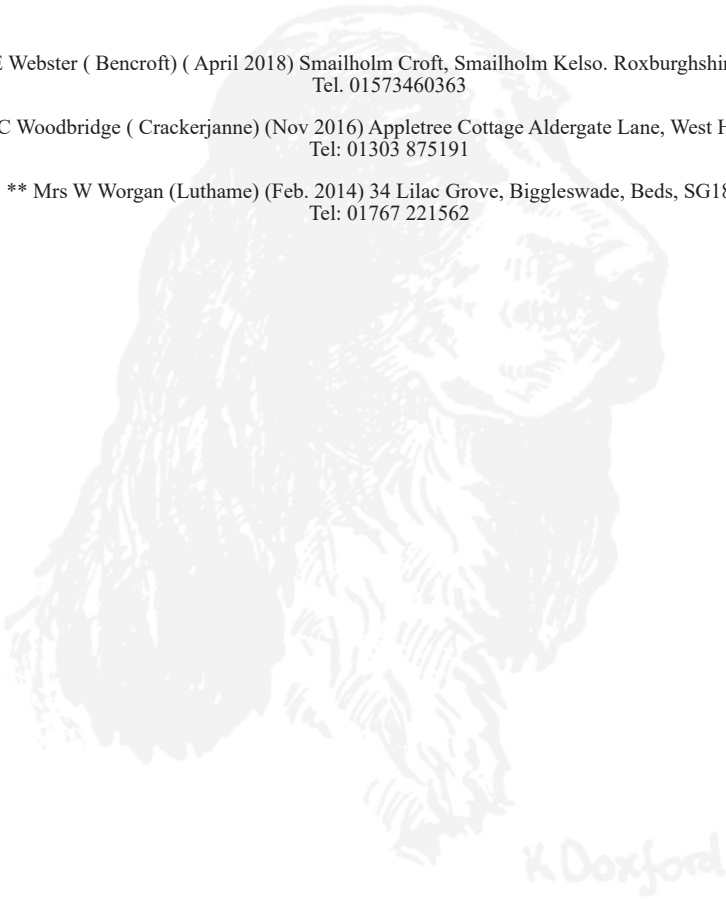 E Webster ( Bencroft) ( April 2018) Smailholm Croft, Smailholm Kelso. Roxburghshir
Tel. 01573460363
C Woodbridge ( Crackerjanne) (Nov 2016) Appletree Cottage Aldergate Lane, West H
Tel: 01303 875191
** Mrs W Worgan (Luthame) (Feb. 2014) 34 Lilac Grove, Biggleswade, Beds, SG18
Tel: 01767 221562
K Doxford